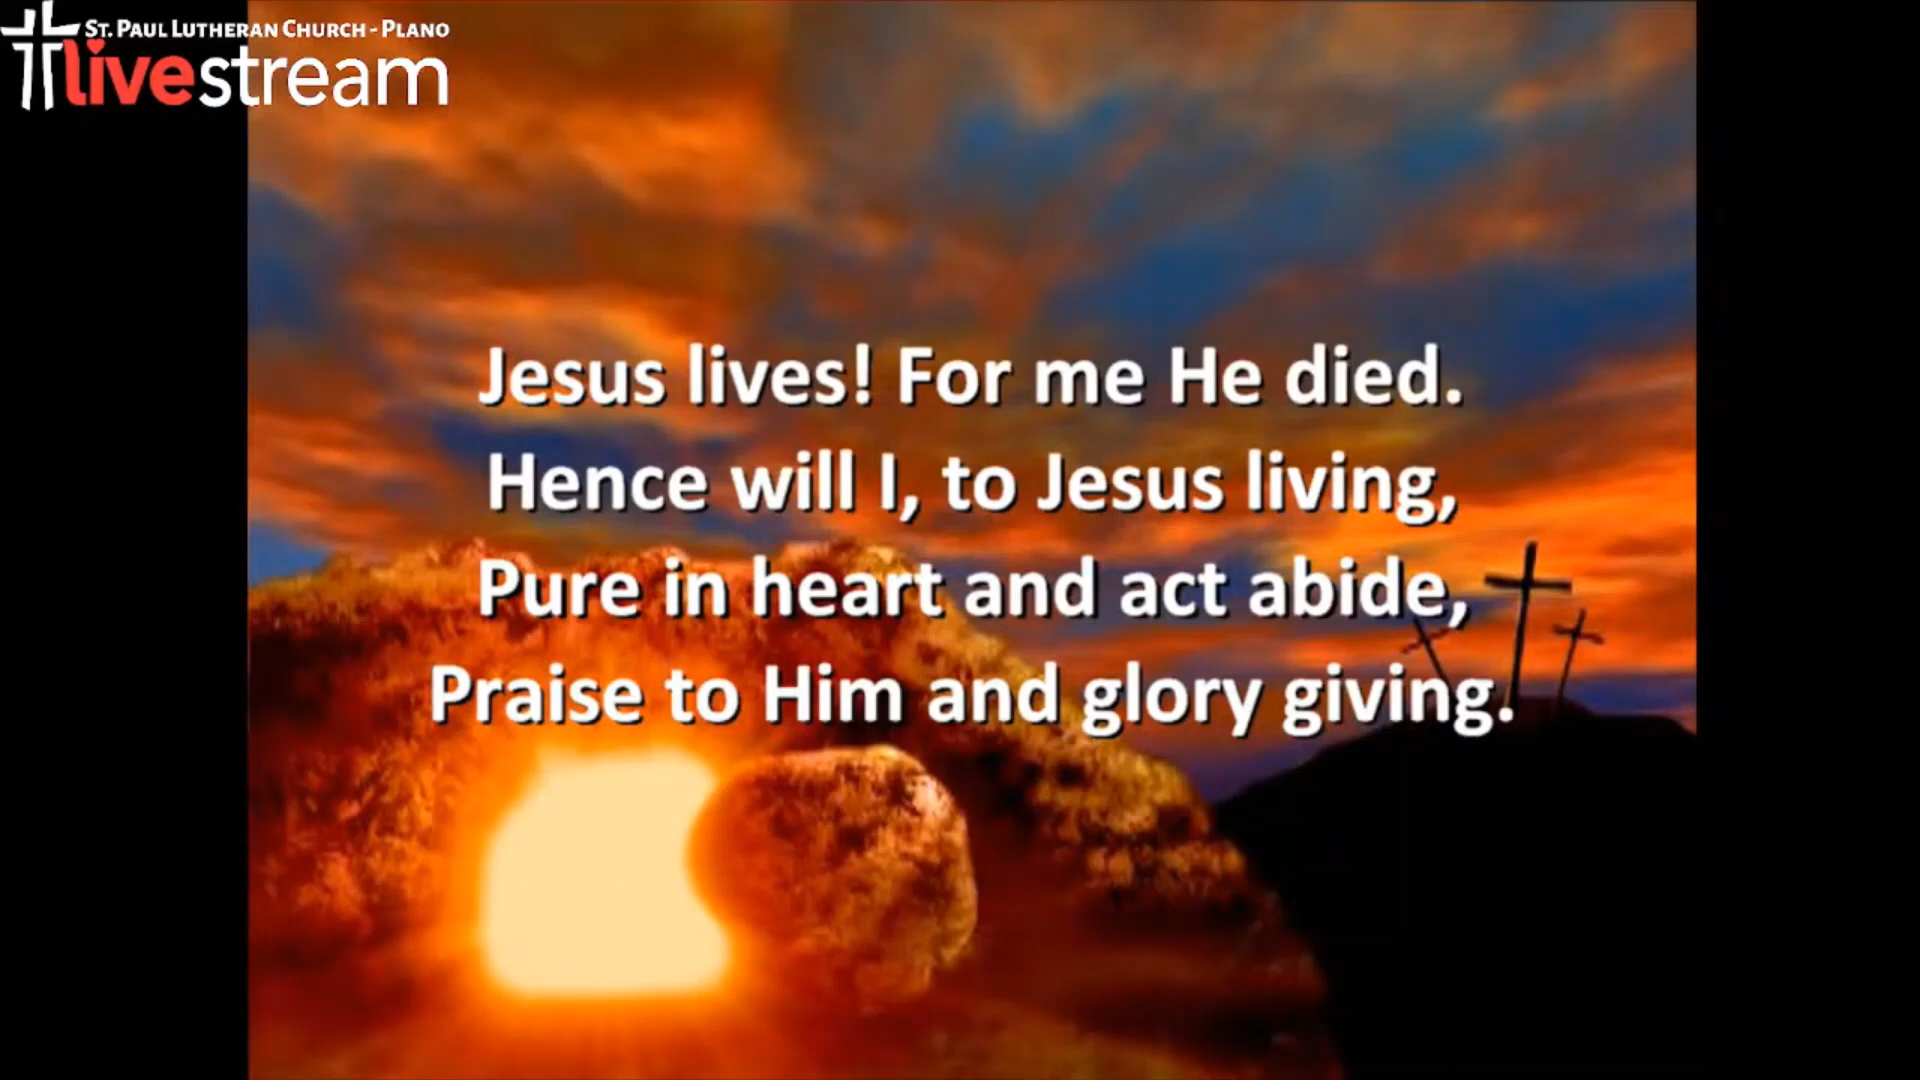 St. Paul Lutheran Church - Plano
livestream
Jesus lives! For me He died.
Hence will I, to Jesus living,
Pure in heart and act abide,
Praise to Him and glory giving.